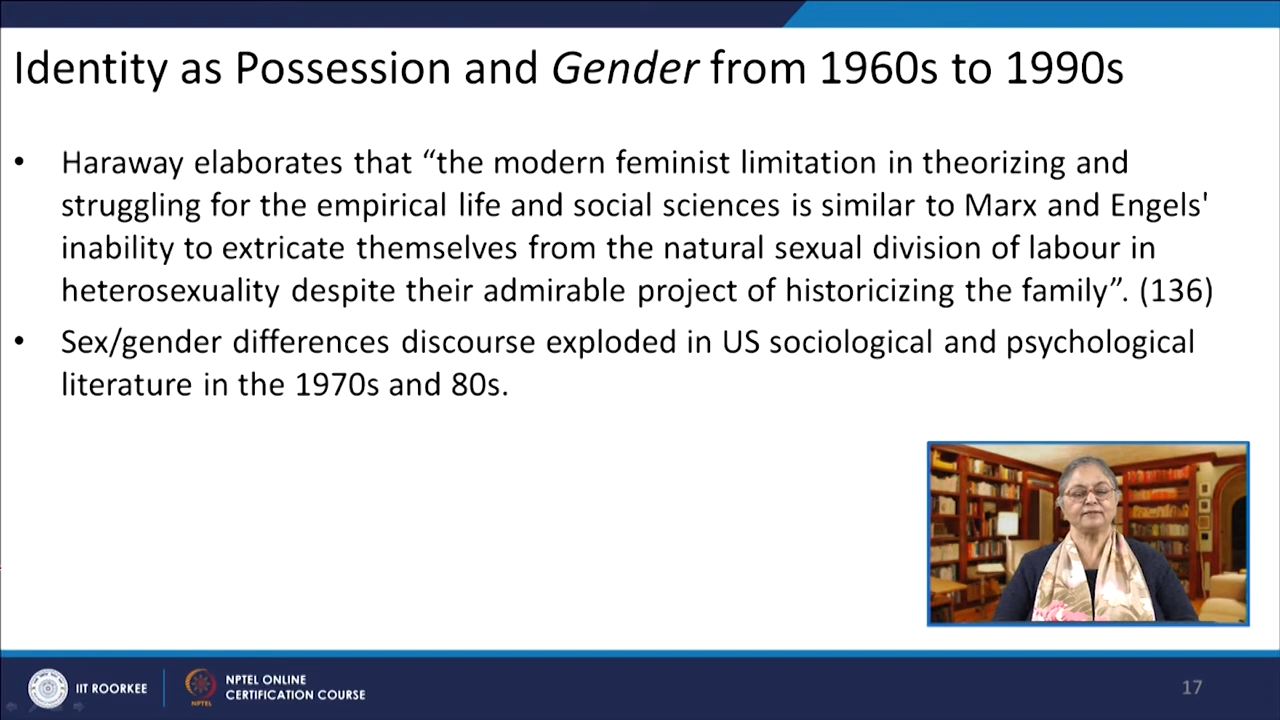 Identity as Possession and Gender from 1960s to 1990s
• Haraway elaborates that “the modern feminist limitation in theorizing and
struggling for the empirical life and social sciences is similar to Marx and Engels'
inability to extricate themselves from the natural sexual division of labour in
heterosexuality despite their admirable project of historicizing the family”. (136)
• Sex/gender differences discourse exploded in US sociological and psychological
literature in the 1970s and 80s.
IIT ROORKEE
NPTEL
NPTEL ONLINE
CERTIFICATION COURSE
17